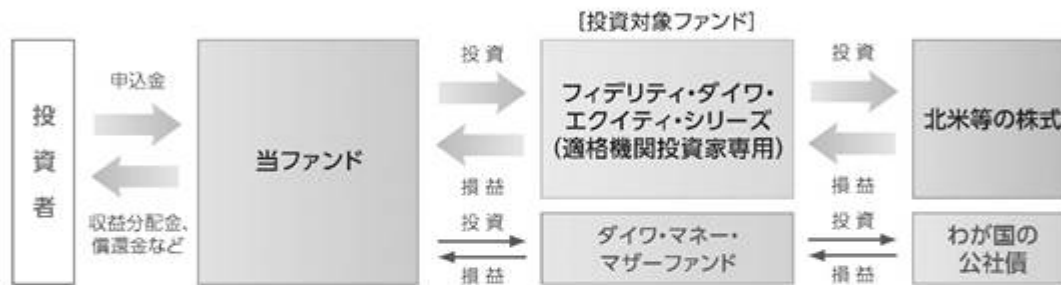 [投資対象ファンド]
投資者
申込金
収益分配金、
償還金など
当ファンド
投資
損益
投資
損益
フィデリティ・ダイワ・
エクイティ・シリーズ
(適格機関投資家専用)
ダイワ・マネー・
マザーファンド
投資
損益
投資
損益
北米等の株式
わが国の
公社債